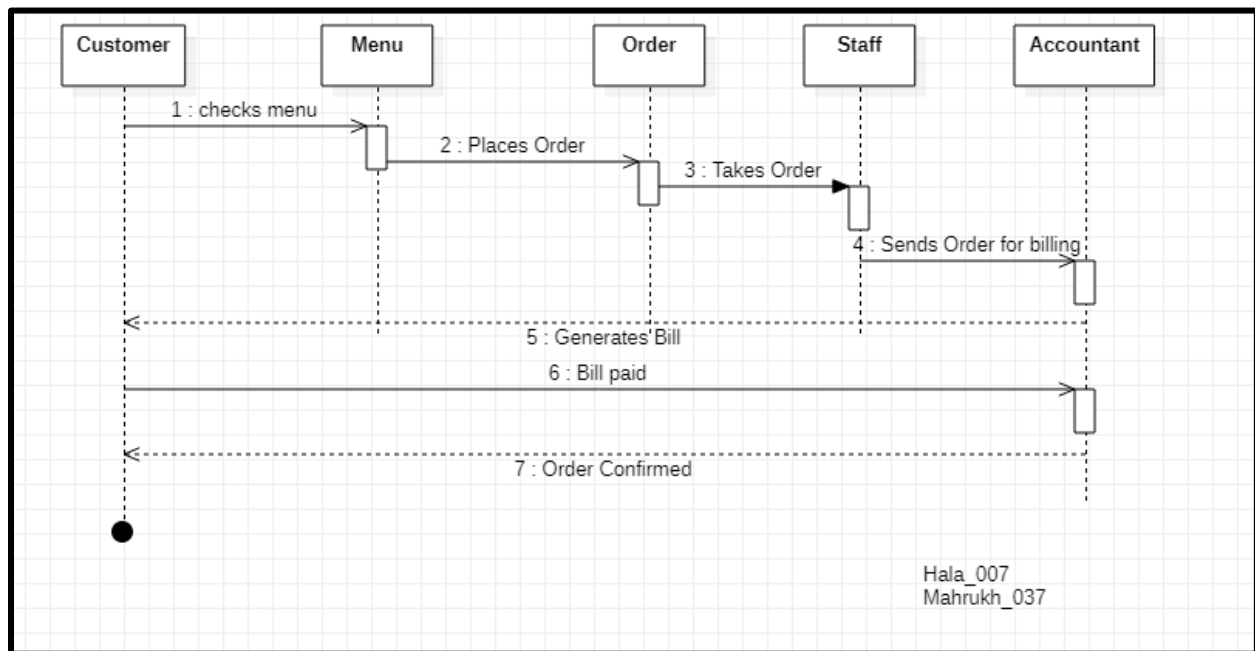 Customer
Menu
Order
Staff
Accountant
1 : checks menu
2 : Places Order
3 : Takes Order
4 : Sends Order for billing
5 : Generates Bill
6 : Bill paid
7 : Order Confirmed
Hala_007
Mahrukh_037